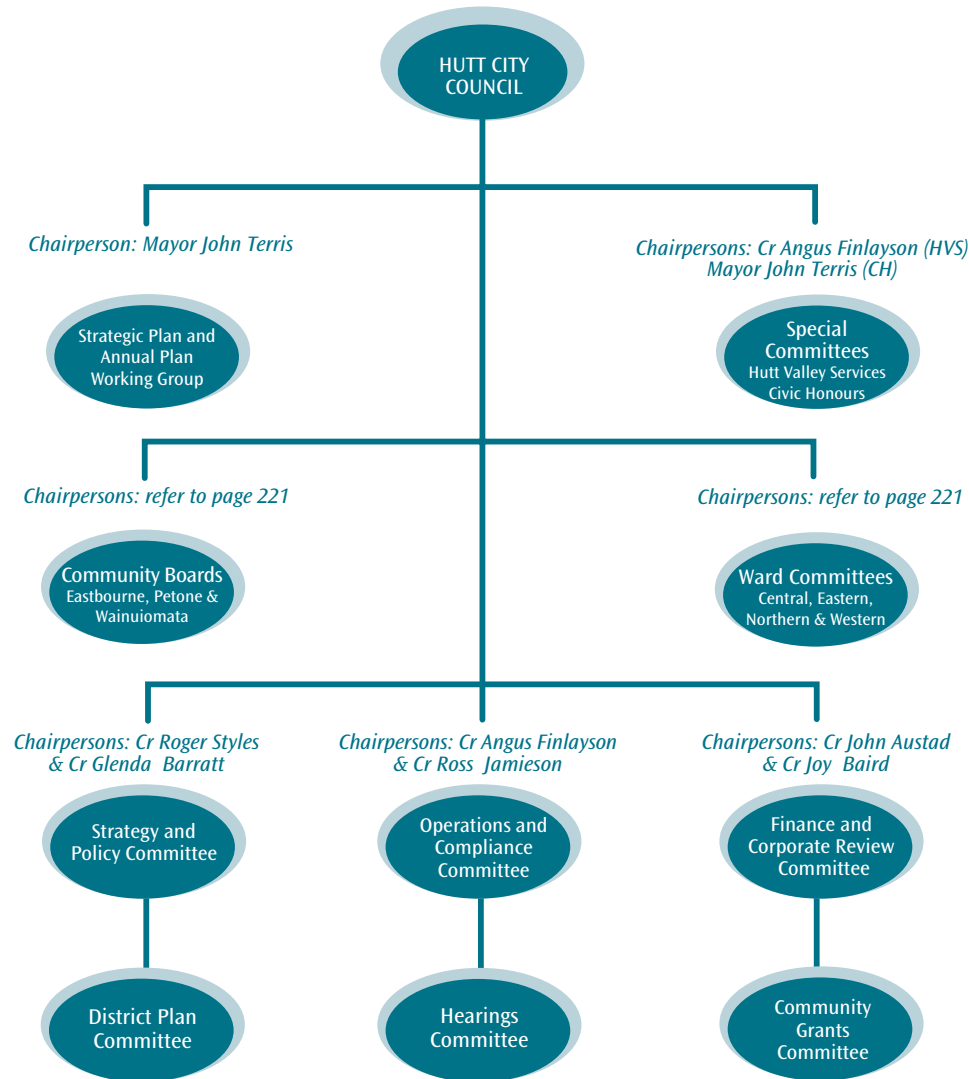 HUTT CITY
COUNCIL
Chairperson: Mayor John Terris
Chairpersons: Cr Angus Finlayson (HVS)
Mayor John Terris (CH)
Strategic Plan and
Annual Plan
Working Group
Special
Committees
Hutt Valley Services
Civic Honours
Chairpersons: refer to page 221
Chairpersons: refer to page 221
Community Boards
Eastbourne, Petone &
Wainuiomata
Ward Committees
Central, Eastern,
Northern & Western
Chairpersons: Cr Roger Styles
& Cr Glenda Barratt
Chairpersons: Cr Angus Finlayson
& Cr Ross Jamieson
Chairpersons: Cr John Austad
& Cr Joy Baird
Strategy and
Policy Committee
Operations and
Compliance
Committee
Finance and
Corporate Review
Committee
District Plan
Committee
Hearings
Committee
Community
Grants
Committee